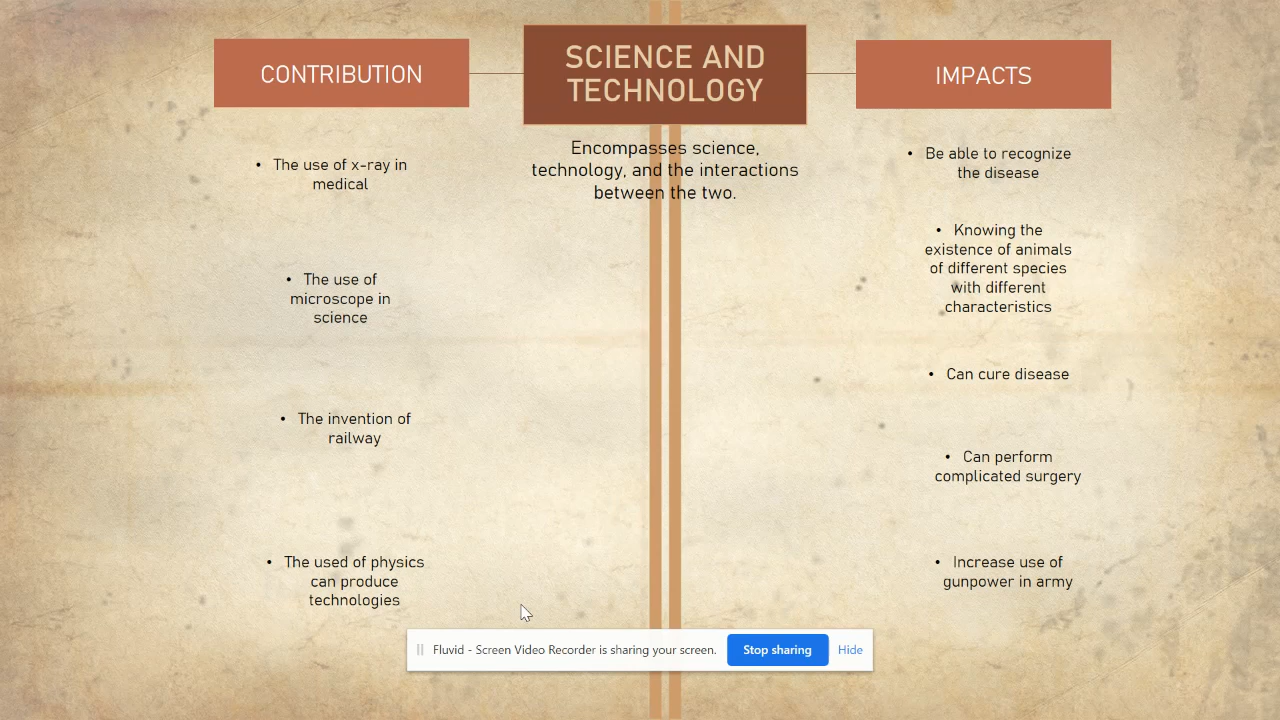 CONTRIBUTION
SCIENCE AND
TECHNOLOGY
IMPACTS
Encompasses science,
technology, and the interactions
between the two.
• The use of x-ray in
medical
• The use of
microscope in
science
• The invention of
railway
• The used of physics
can produce
technologies
• Be able to recognize
the disease
• Knowing the
existence of animals
of different species
with different
characteristics
• Can cure disease
• Can perform
complicated surgery
• Increase use of
gunpower in army
Fluvid - Screen Video Recorder is sharing your screen.
Stop sharing
Hide